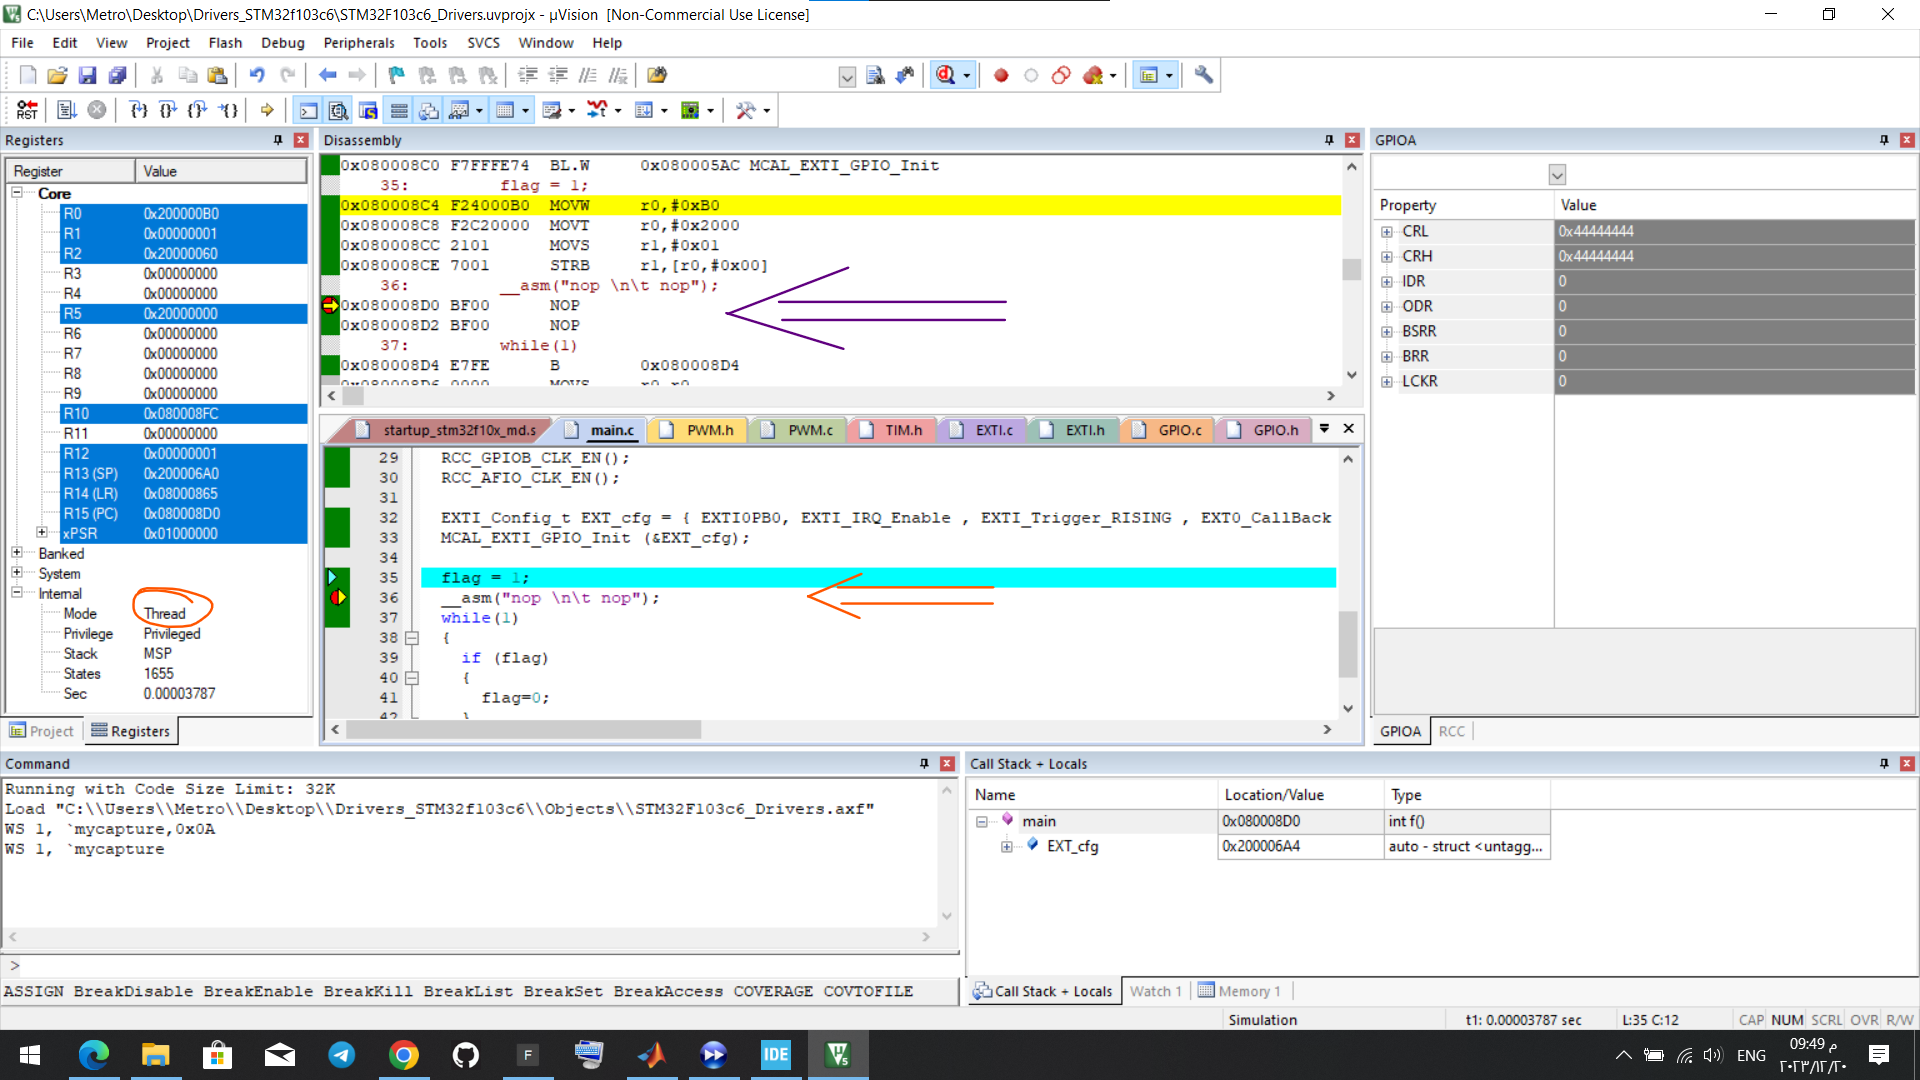 C:\Users\Metro\Desktop\Drivers_STM32f103c6\STM32F103c6_Drivers.uvprojx - µVision  [Non-Commercial Use License]
File Edit View Project Flash Debug Peripherals Tools SVCS Window Help
Registers
Register Value
Core
R0 0x200000B0
R1 0x00000001
R2 0x20000060
R3 0x00000000
R4 0x00000000
R5 0x20000000
R6 0x00000000
R7 0x00000000
R8 0x00000000
R9 0x00000000
R10 0x080008FC
R11 0x00000000
R12 0x00000001
R13 (SP) 0x200006A0
R14 (LR) 0x08000865
R15 (PC) 0x080008D0
xPSR 0x01000000
Banked
System
Internal
Mode Thread
Privilege Privileged
Stack MSP
States 1655
Sec 0.00003787
Project Registers
Disassembly
0x080008C0 F7FFFE74 BL.W 0x080005AC MCAL_EXTI_GPIO_Init
35: flag = 1;
0x080008C4 F24000B0 MOVW r0,#0xB0
0x080008C8 F2C20000 MOVT r0,#0x2000
0x080008CC 2101 MOVS r1,#0x01
0x080008CE 7001 STRB r1,[r0,#0x00]
36: __asm("nop \n\t nop");
0x080008D0 BF00 NOP
0x080008D2 BF00 NOP
37: while(1)
0x080008D4 E7FE B 0x080008D4
0x080008D6 0000 MOVS r0,r0
startup_stm32f10x_md.s main.c PWM.h PWM.c TIM.h EXTI.c EXTI.h GPIO.c GPIO.h
29 RCC_GPIOB_CLK_EN();
30 RCC_AFIO_CLK_EN();
31
32 EXTI_Config_t EXT_cfg = { EXTI0PB0, EXTI_IRQ_Enable , EXTI_Trigger_RISING , EXT0_CallBack
33 MCAL_EXTI_GPIO_Init (&EXT_cfg);
34
35 flag = 1;
36 __asm("nop \n\t nop");
37 while(1)
38 {
39 if (flag)
40 {
41 flag=0;
42 }
GPIOA
Property Value
CRL 0x44444444
CRH 0x44444444
IDR 0
ODR 0
BSRR 0
BRR 0
LCKR 0
GPIOA RCC
Command
Running with Code Size Limit: 32K
Load "C:\\Users\\Metro\\Desktop\\Drivers_STM32f103c6\\Objects\\STM32F103c6_Drivers.axf"
WS 1, `mycapture,0x0A
WS 1, `mycapture
>
ASSIGN BreakDisable BreakEnable BreakKill BreakList BreakSet BreakAccess COVERAGE COVTOFILE
Call Stack + Locals
Name Location/Value Type
main 0x080008D0 int f()
EXT_cfg 0x200006A4 auto - struct <untagg...
Call Stack + Locals Watch 1 Memory 1
Simulation t1: 0.00003787 sec L:35 C:12 CAP NUM SCRL OVR R/W
IDE
ENG
09:49 م
٢٠٢٣/١٢/٢٠